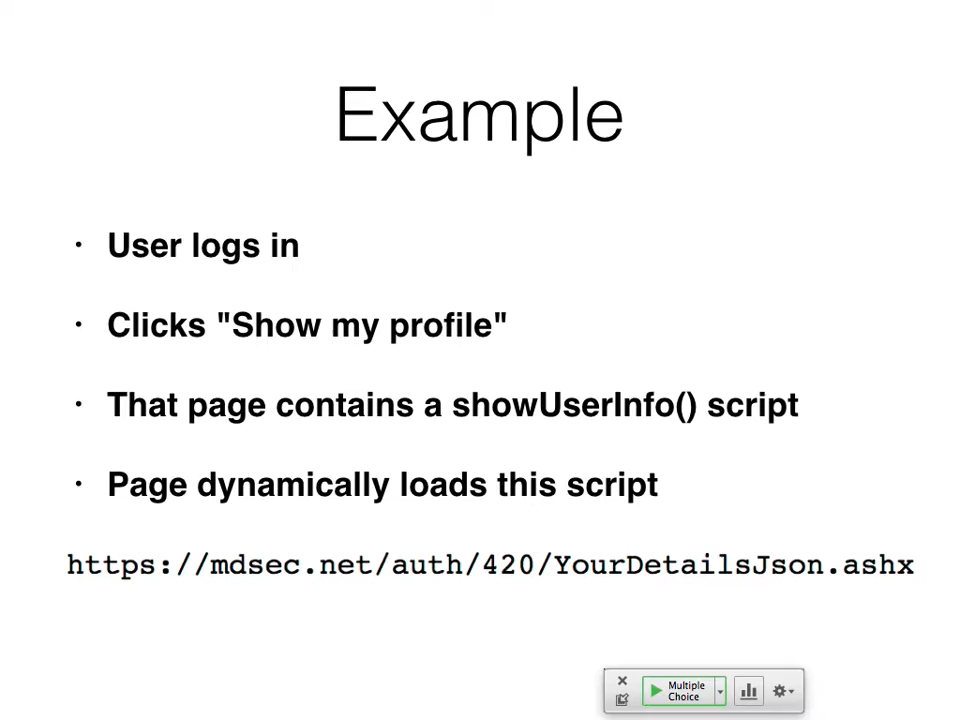 Example
• User logs in
• Clicks "Show my profile"
• That page contains a showUserInfo() script
• Page dynamically loads this script
https://mdsec.net/auth/420/YourDetailsJson.ashx
Multiple
Choice